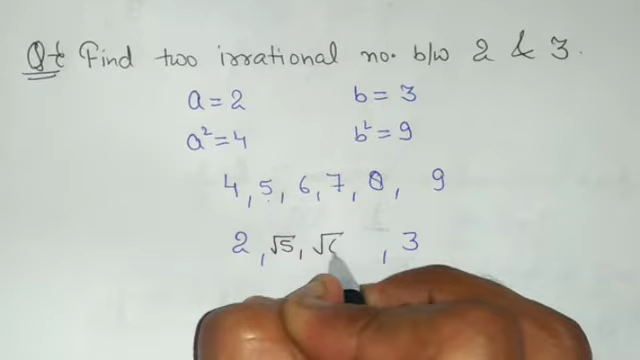 Q:- Find two irrational no. b/w 2 & 3.
a = 2 b = 3
a² = 4 b² = 9
4, 5, 6, 7, 8, 9
2, √5, √ , 3